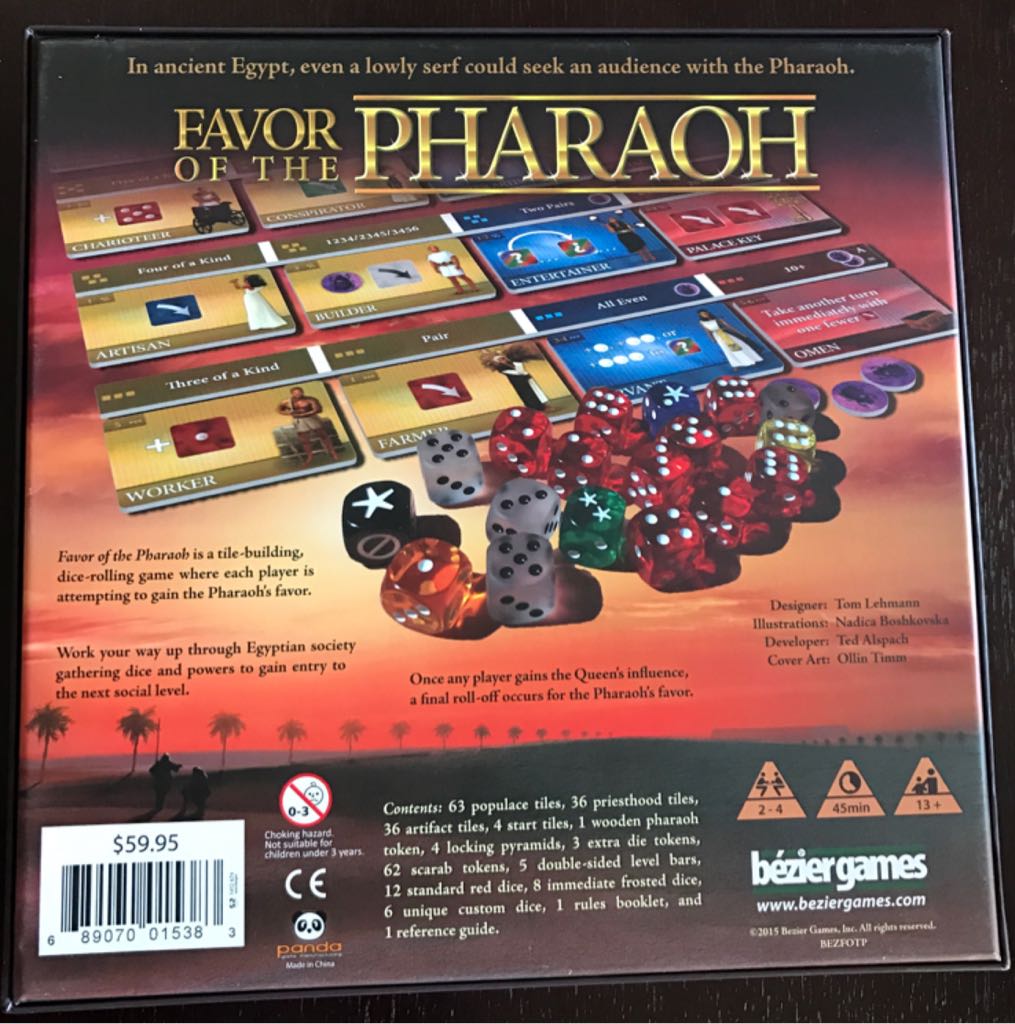 In ancient Egypt, even a lowly serf could seek an audience with the Pharaoh.
FAVOR
OF THE
PHARAOH
CHARIOTEER
CONSPIRATOR
Two Pairs
PALACE KEY
Four of a Kind
1234/2345/3456
ENTERTAINER
10+
ARTISAN
BUILDER
All Even
Take another turn
immediately with
one fewer
OMEN
Three of a Kind
Pair
or
WORKER
FARMER
Favor of the Pharaoh is a tile-building,
dice-rolling game where each player is
attempting to gain the Pharaoh's favor.
Designer: Tom Lehmann
Illustrations: Nadica Boshkovska
Developer: Ted Alspach
Cover Art: Ollin Timm
Work your way up through Egyptian society
gathering dice and powers to gain entry to
the next social level.
Once any player gains the Queen's influence,
a final roll-off occurs for the Pharaoh's favor.
0-3
Choking hazard.
Not suitable for
children under 3 years.
CE
panda
Made in China
Contents: 63 populace tiles, 36 priesthood tiles,
36 artifact tiles, 4 start tiles, 1 wooden pharaoh
token, 4 locking pyramids, 3 extra die tokens,
62 scarab tokens, 5 double-sided level bars,
12 standard red dice, 8 immediate frosted dice,
6 unique custom dice, 1 rules booklet, and
1 reference guide.
2 - 4
45min
13 +
béziergames
www.beziergames.com
©2015 Bezier Games, Inc. All rights reserved.
BEZFOTP
$59.95
6 89070 01538 3